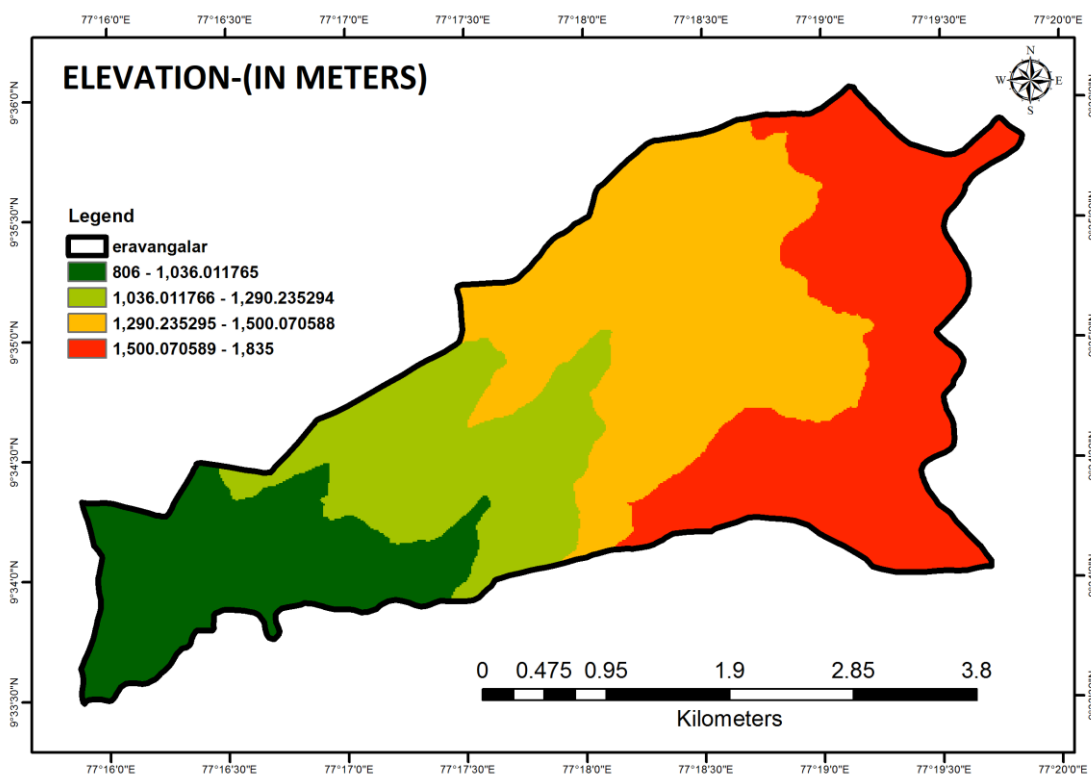 77°16'0"E 77°16'30"E 77°17'0"E 77°17'30"E 77°18'0"E 77°18'30"E 77°19'0"E 77°19'30"E 77°20'0"E
ELEVATION-(IN METERS)
N
W E
S
9°36'0"N
9°35'30"N
9°35'0"N
9°34'30"N
9°34'0"N
9°33'30"N
Legend
eravangalar
806 - 1,036.011765
1,036.011766 - 1,290.235294
1,290.235295 - 1,500.070588
1,500.070589 - 1,835
0 0.475 0.95 1.9 2.85 3.8
Kilometers
77°16'0"E 77°16'30"E 77°17'0"E 77°17'30"E 77°18'0"E 77°18'30"E 77°19'0"E 77°19'30"E 77°20'0"E